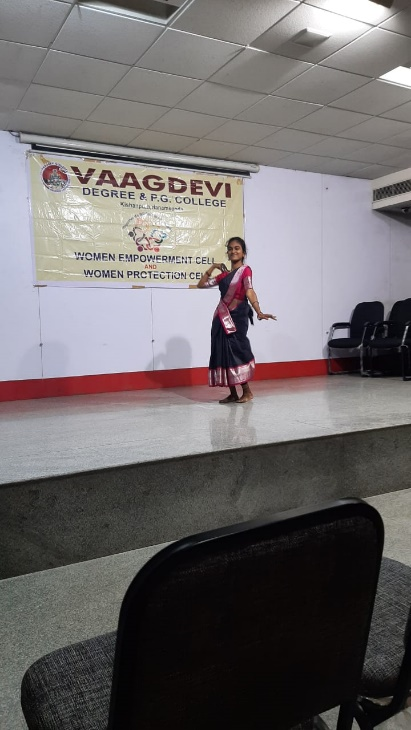 VAAGDEVI
DEGREE & P.G. COLLEGE
WOMEN EMPOWERMENT CELL
AND
WOMEN PROTECTION CELL